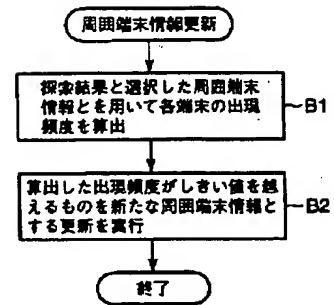 周囲端末情報更新
探索結果と選択した周囲端末
情報とを用いて各端末の出現
頻度を算出
B1
算出した出現頻度がしきい値を越
えるものを新たな周囲端末情報と
する更新を実行
B2
終了